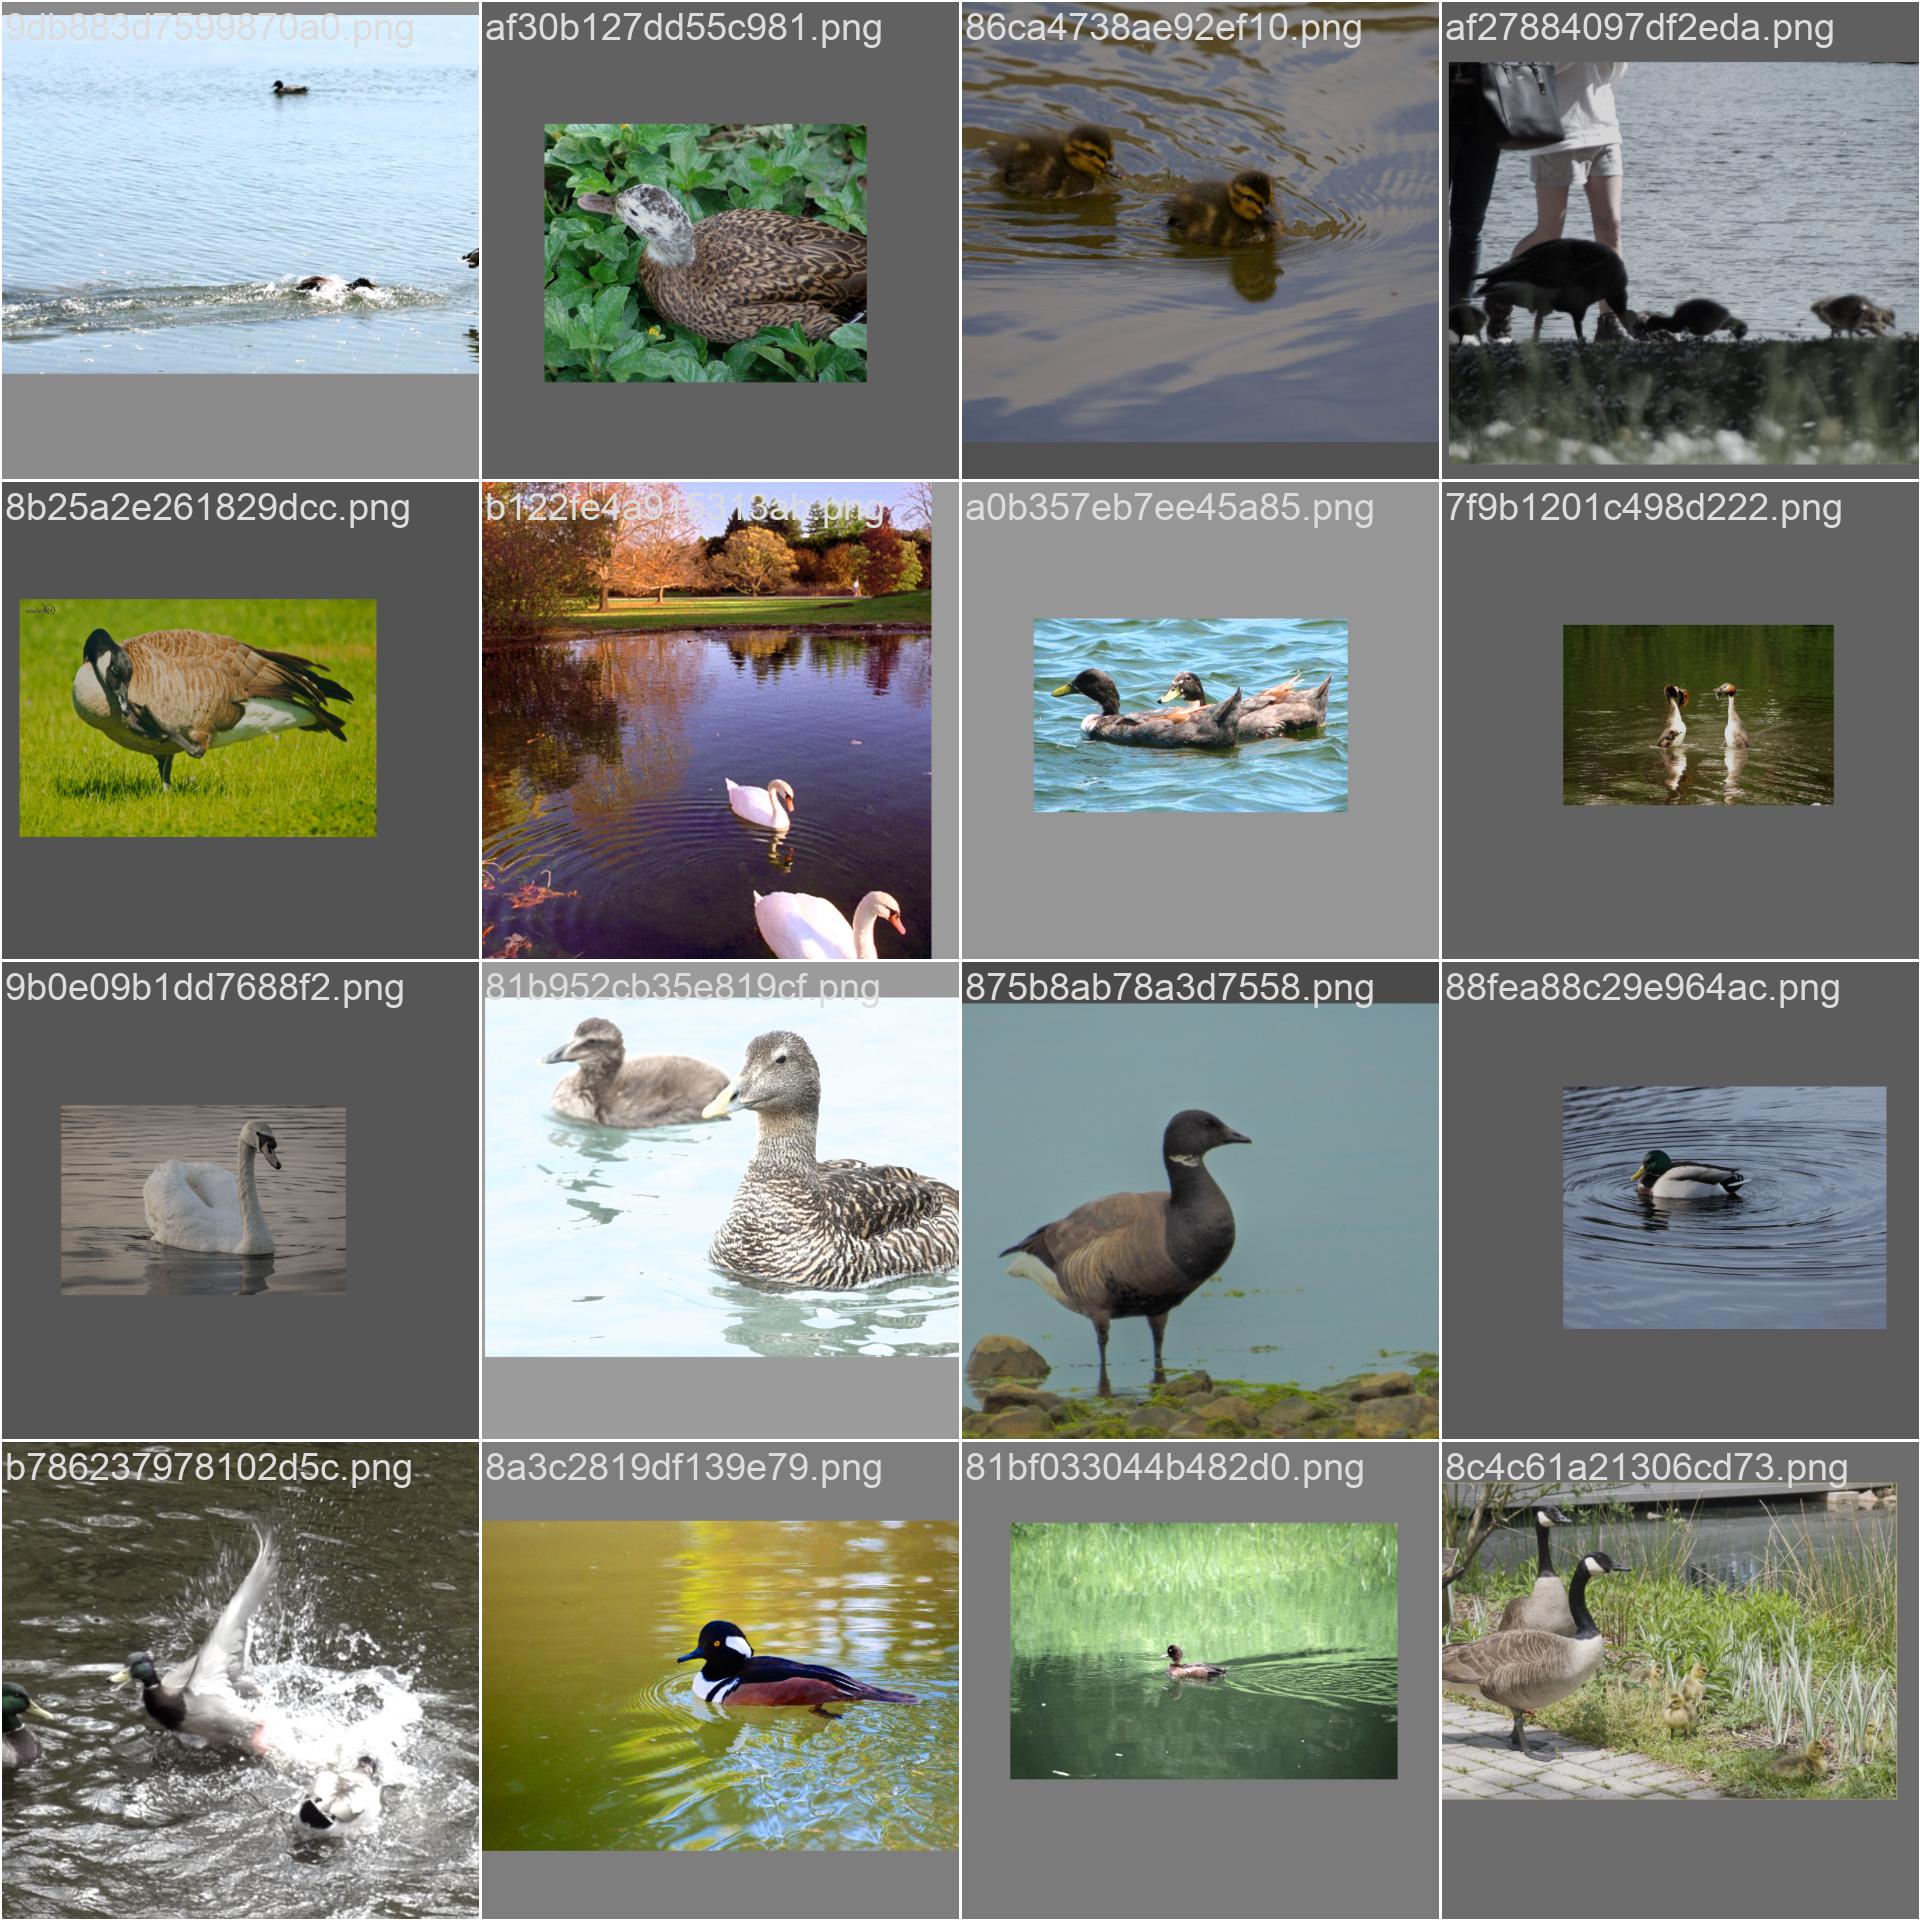 9db883d7599870a0.png
af30b127dd55c981.png
86ca4738ae92ef10.png
af27884097df2eda.png
8b25a2e261829dcc.png
b122fe4a915313ab.png
a0b357eb7ee45a85.png
7f9b1201c498d222.png
9b0e09b1dd7688f2.png
81b952cb35e819cf.png
875b8ab78a3d7558.png
88fea88c29e964ac.png
b786237978102d5c.png
8a3c2819df139e79.png
81bf033044b482d0.png
8c4c61a21306cd73.png